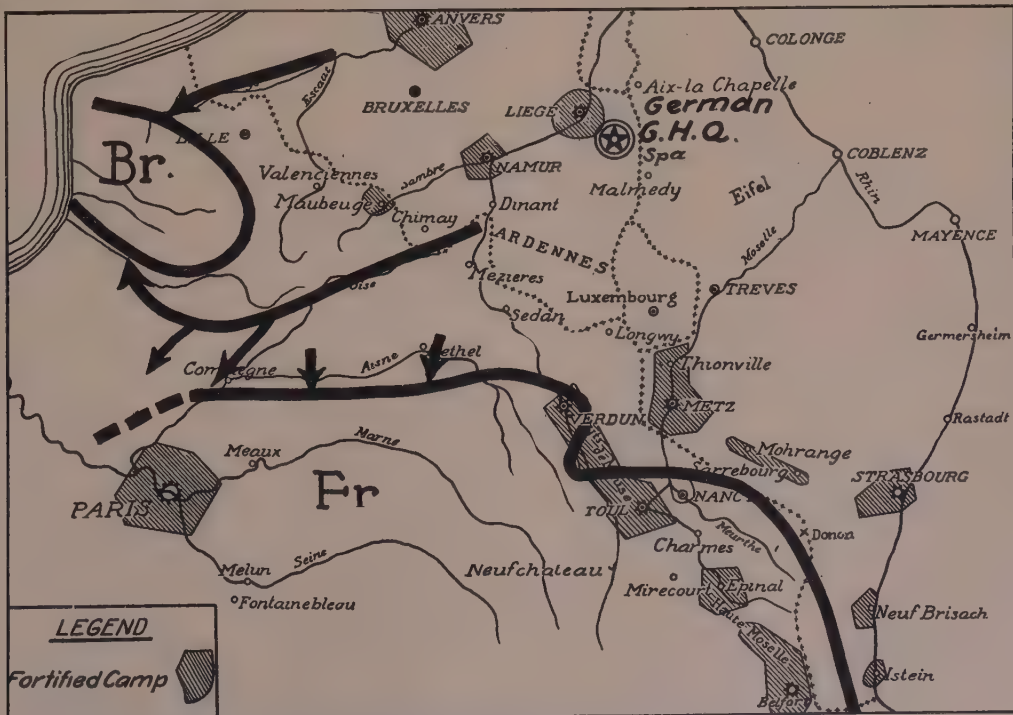 ANVERS
COLONGE
Escaut
BRUXELLES
LIEGE
Aix-la Chapelle
German
G.H.Q.
Spa
Br.
Valenciennes
Sambre
NAMUR
Malmedy
Eifel
COBLENZ
Rhin
Maubeuge
Chimay
Dinant
MAYENCE
ARDENNES
Moselle
Mezieres
Oise
Luxembourg
TREVES
Sedan
Longwy
Germersheim
Aisne
Thionville
METZ
VERDUN
Rastadt
Meaux
Marne
Mohrange
Sarrebourg
STRASBOURG
PARIS
Fr
TOUL
NANCY
Donon
Charmes
Meurthe
Melun
Seine
Neufchateau
Mirecourt
Epinal
Fontainebleau
Neuf Brisach
Haute-Moselle
LEGEND
Fortified Camp
Istein
Belfort